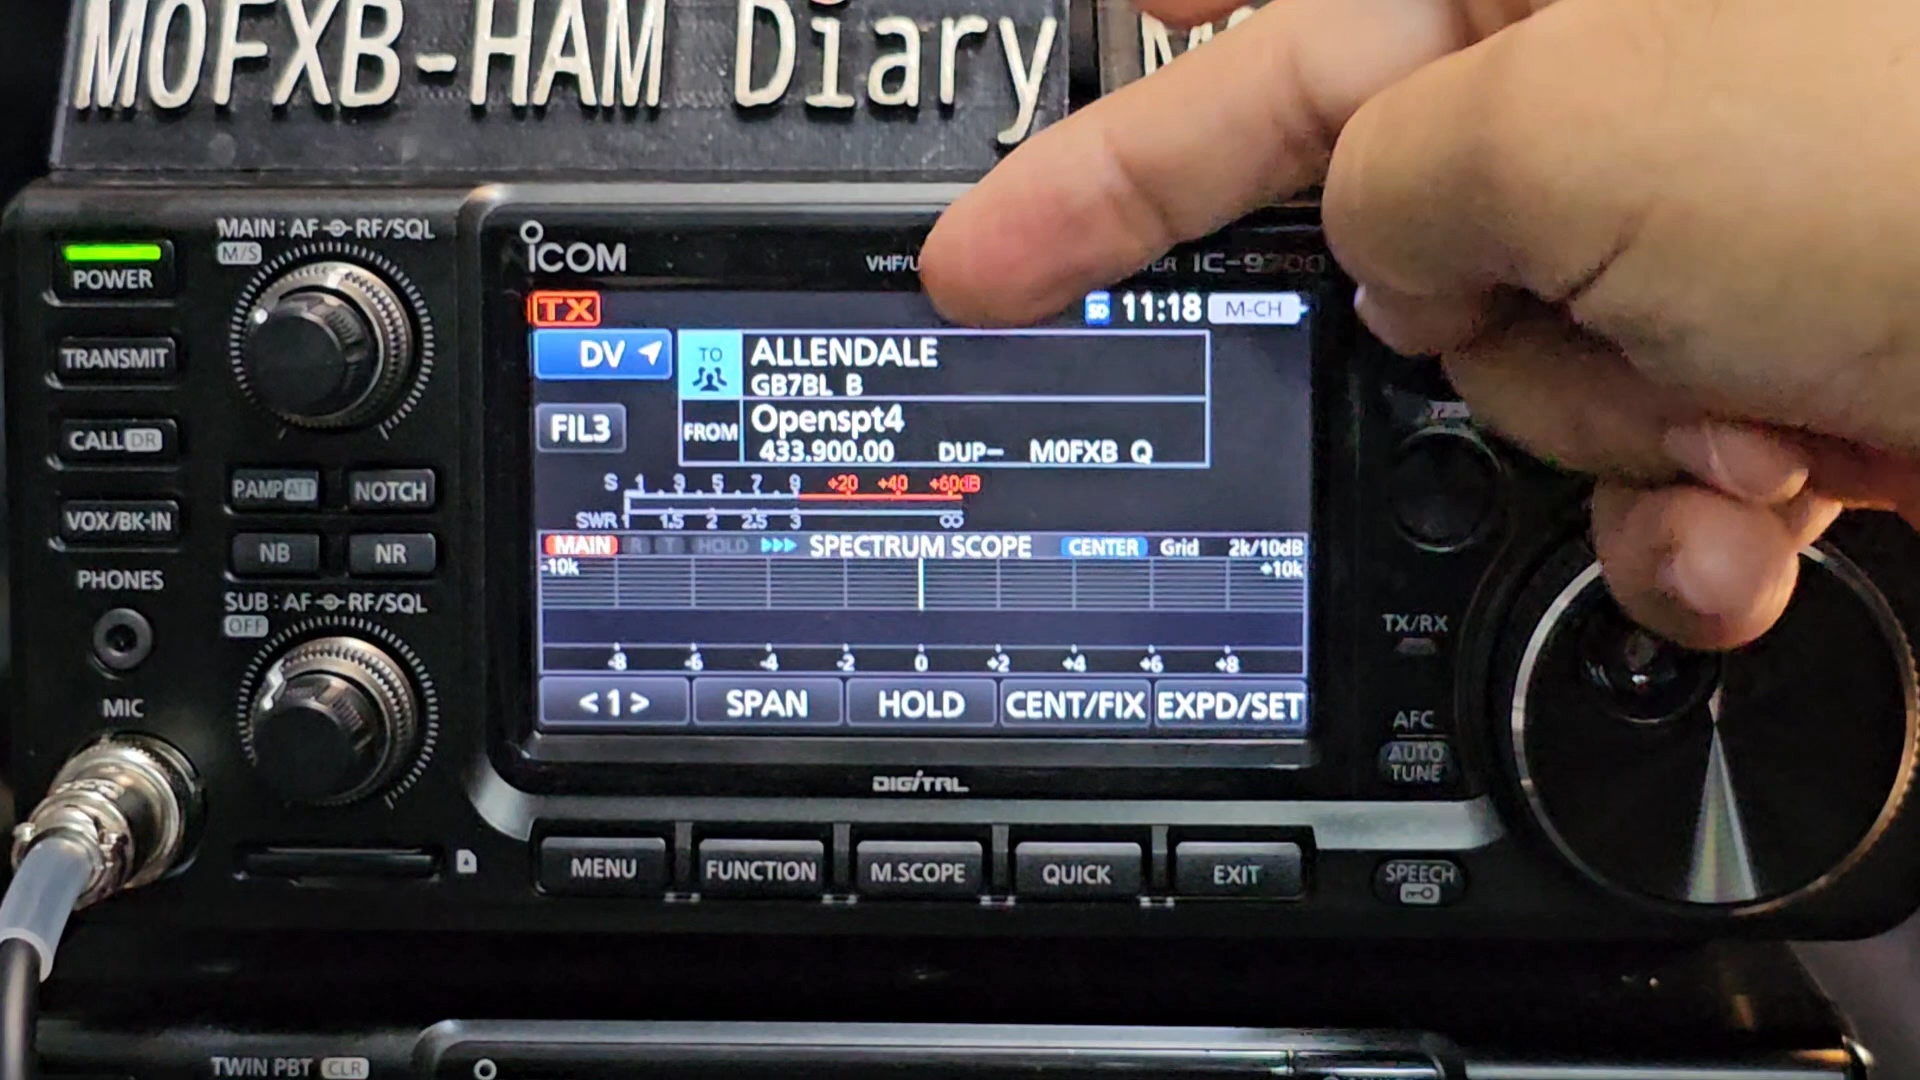 M0FXB-HAM Diary
MAIN: AF RF/SQL
M/S
POWER
TRANSMIT
CALL DR
VOX/BK-IN
P.AMP ATT
NOTCH
NB
NR
PHONES
SUB: AF RF/SQL
OFF
MIC
ICOM
VHF/U
IC-9700
TX
SD 11:18 M-CH
DV
TO
ALLENDALE
GB7BL B
FIL3
FROM
Openspt4
433.900.00 DUP- M0FXB Q
S 1 . 3 . 5 . 7 . 9 +20 +40 +60dB
SWR 1 1.5 2 2.5 3 ∞
MAIN R T HOLD SPECTRUM SCOPE CENTER Grid 2k/10dB
-10k +10k
-8 -6 -4 -2 0 +2 +4 +6 +8
<1> SPAN HOLD CENT/FIX EXPD/SET
DIGITAL
MENU FUNCTION M.SCOPE QUICK EXIT
TX/RX
AFC
AUTO
TUNE
SPEECH
TWIN PBT CLR